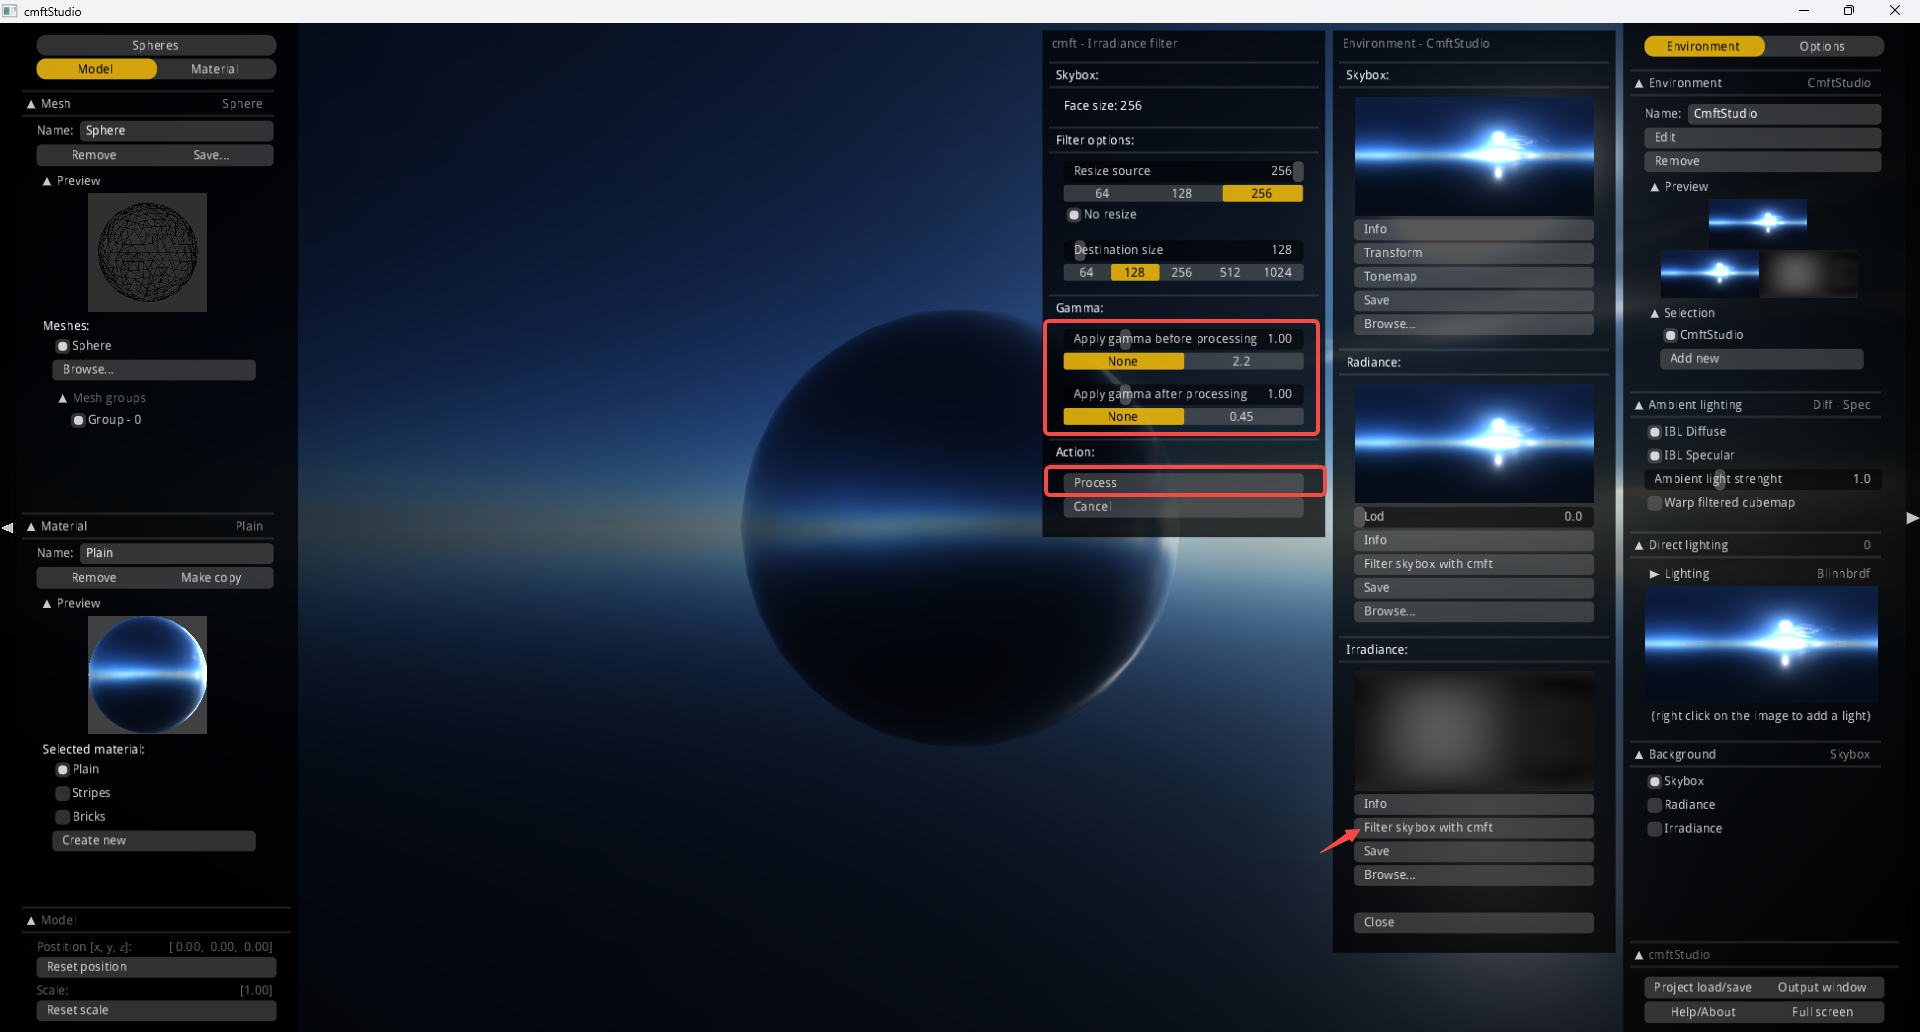 cmftStudio
Spheres
Model Material
Mesh Sphere
Name: Sphere
Remove Save...
Preview
Meshes:
Sphere
Browse...
Mesh groups
Group - 0
Material Plain
Name: Plain
Remove Make copy
Preview
Selected material:
Plain
Stripes
Bricks
Create new
Model
Postition [x, y, z]: [ 0.00, 0.00, 0.00]
Reset position
Scale: [1.00]
Reset scale
cmft - Irradiance filter
Skybox:
Face size: 256
Filter options:
Resize source 256
64 128 256
No resize
Destination size 128
64 128 256 512 1024
Gamma:
Apply gamma before processing 1.00
None 2.2
Apply gamma after processing 1.00
None 0.45
Action:
Process
Cancel
Environment - CmftStudio
Skybox:
Info
Transform
Tonemap
Save
Browse...
Radiance:
Lod 0.0
Info
Filter skybox with cmft
Save
Browse...
Irradiance:
Info
Filter skybox with cmft
Save
Browse...
Close
Environment Options
Environment CmftStudio
Name: CmftStudio
Edit
Remove
Preview
Selection
CmftStudio
Add new
Ambient lighting Diff Spec
IBL Diffuse
IBL Specular
Ambient light strenght 1.0
Warp filtered cubemap
Direct lighting 0
Lighting Blinnbrdf
(right click on the image to add a light)
Background Skybox
Skybox
Radiance
Irradiance
cmftStudio
Project load/save Output window
Help/About Full screen